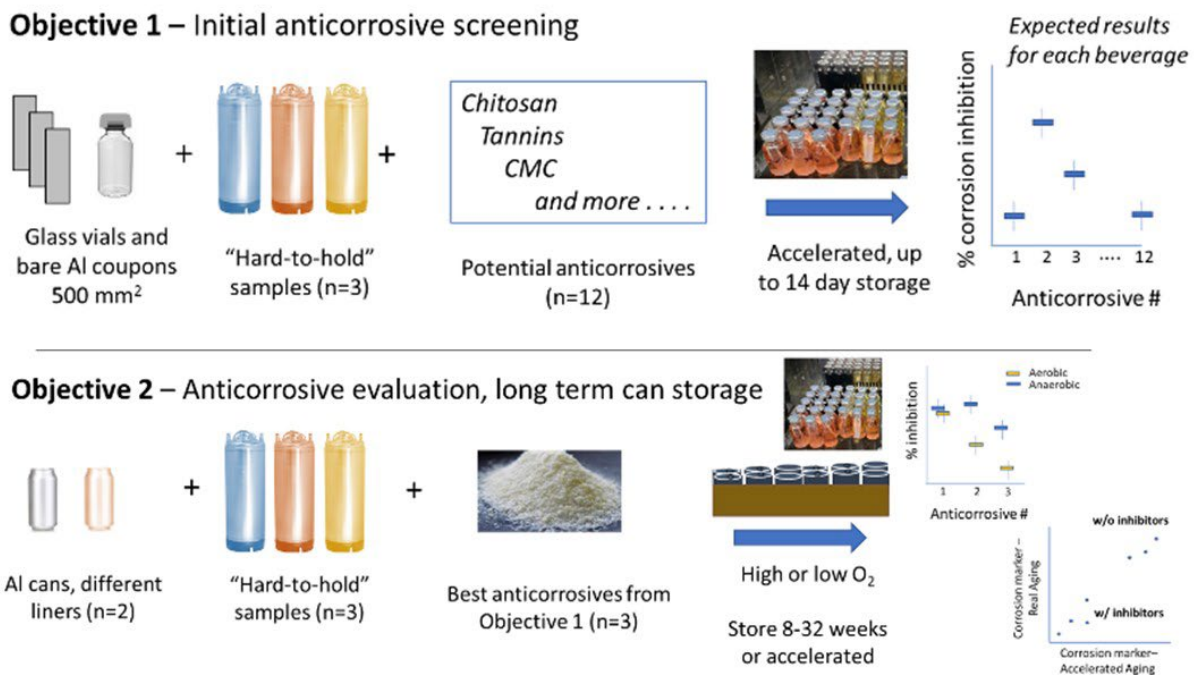 Objective 1 – Initial anticorrosive screening
Glass vials and
bare Al coupons
500 mm²
+
"Hard-to-hold"
samples (n=3)
+
Chitosan
Tannins
CMC
and more . . . .
Potential anticorrosives
(n=12)
Accelerated, up
to 14 day storage
Expected results
for each beverage
% corrosion inhibition
1 2 3 .... 12
Anticorrosive #
Objective 2 – Anticorrosive evaluation, long term can storage
Al cans, different
liners (n=2)
+
"Hard-to-hold"
samples (n=3)
+
Best anticorrosives from
Objective 1 (n=3)
High or low O₂
Store 8-32 weeks
or accelerated
Aerobic
Anaerobic
% inhibition
1 2 3
Anticorrosive #
w/o inhibitors
w/ inhibitors
Corrosion marker –
Real Aging
Corrosion marker–
Accelerated Aging